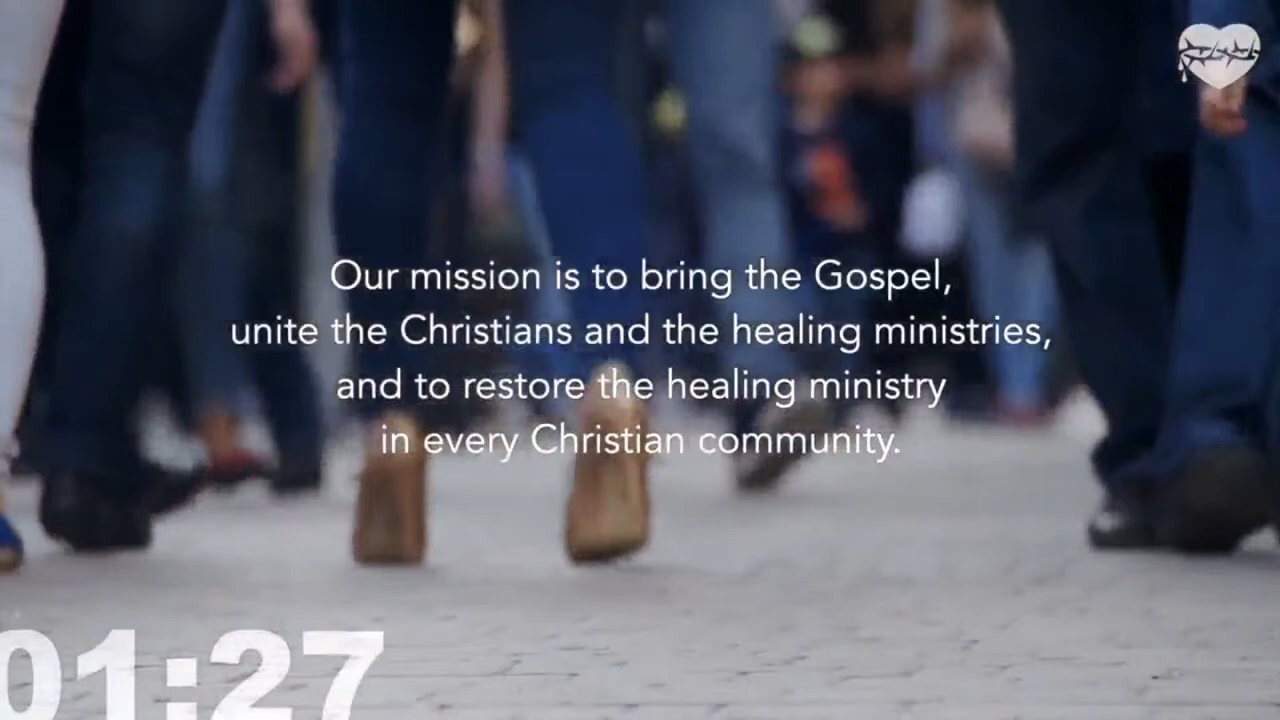 Our mission is to bring the Gospel,
unite the Christians and the healing ministries,
and to restore the healing ministry
in every Christian community.
01:27